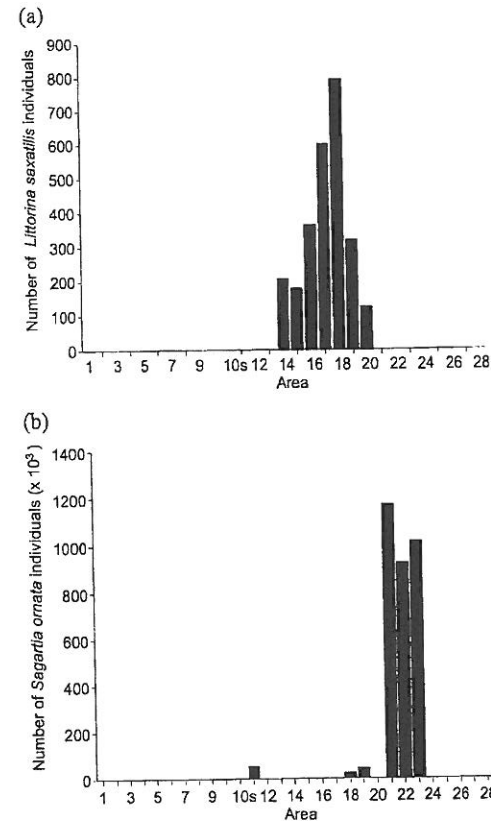 (a)
Number of Littorina saxatilis individuals
900
800
700
600
500
400
300
200
100
0
1 3 5 7 9 10s 12 14 16 18 20 22 24 26 28
Area
(b)
Number of Sagartia ornata individuals (x 10³)
1400
1200
1000
800
600
400
200
0
1 3 5 7 9 10s 12 14 16 18 20 22 24 26 28
Area